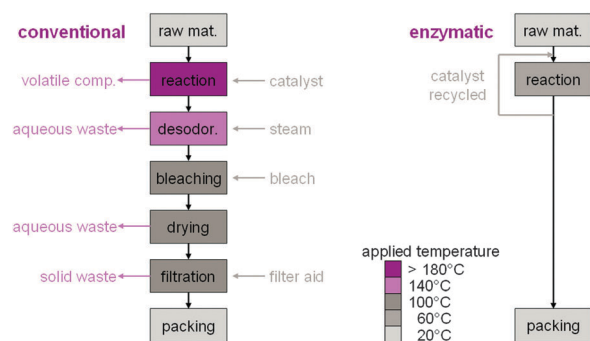 conventional
raw mat.
enzymatic
raw mat.
volatile comp.
reaction
catalyst
catalyst
recycled
reaction
aqueous waste
desodor.
steam
bleaching
bleach
aqueous waste
drying
solid waste
filtration
filter aid
packing
applied temperature
> 180°C
140°C
100°C
60°C
20°C
packing